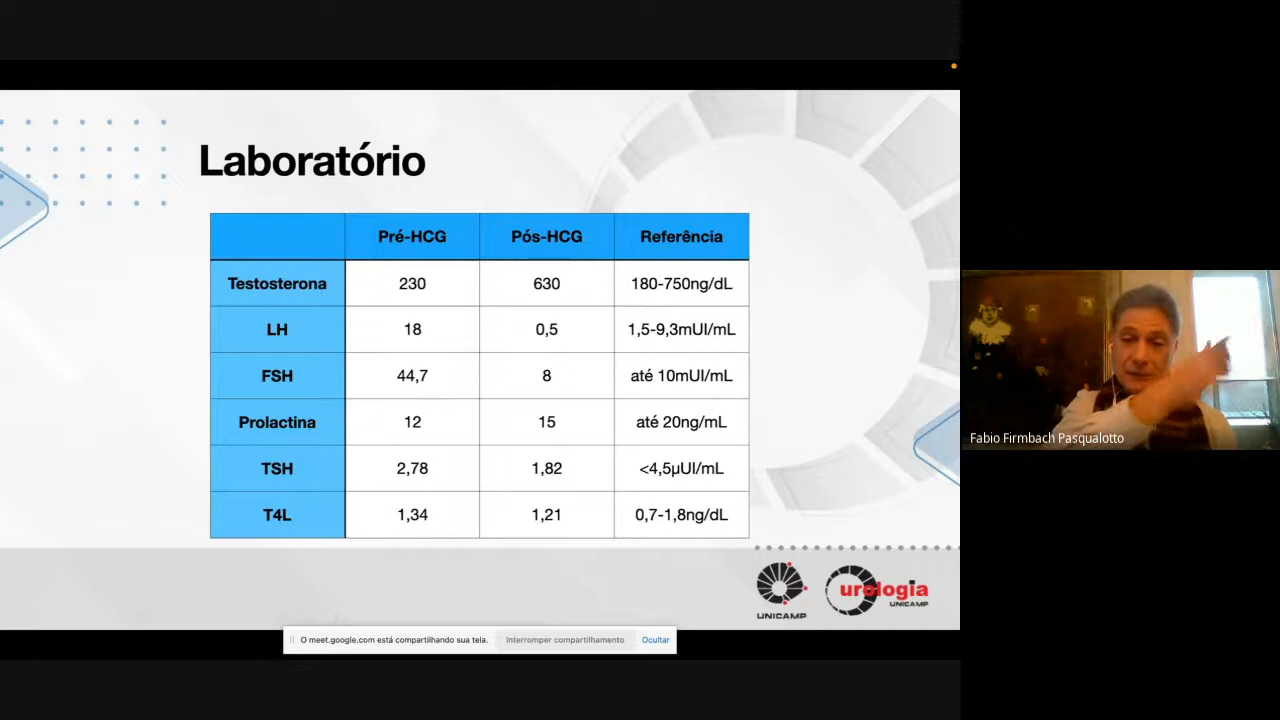 Laboratório
Pré-HCG Pós-HCG Referência
Testosterona 230 630 180-750ng/dL
LH 18 0,5 1,5-9,3mUI/mL
FSH 44,7 8 até 10mUI/mL
Prolactina 12 15 até 20ng/mL
TSH 2,78 1,82 <4,5µUI/mL
T4L 1,34 1,21 0,7-1,8ng/dL
Fabio Firmbach Pasqualotto
UNICAMP
urologia
UNICAMP
O meet.google.com está compartilhando sua tela. Interromper compartilhamento Ocultar